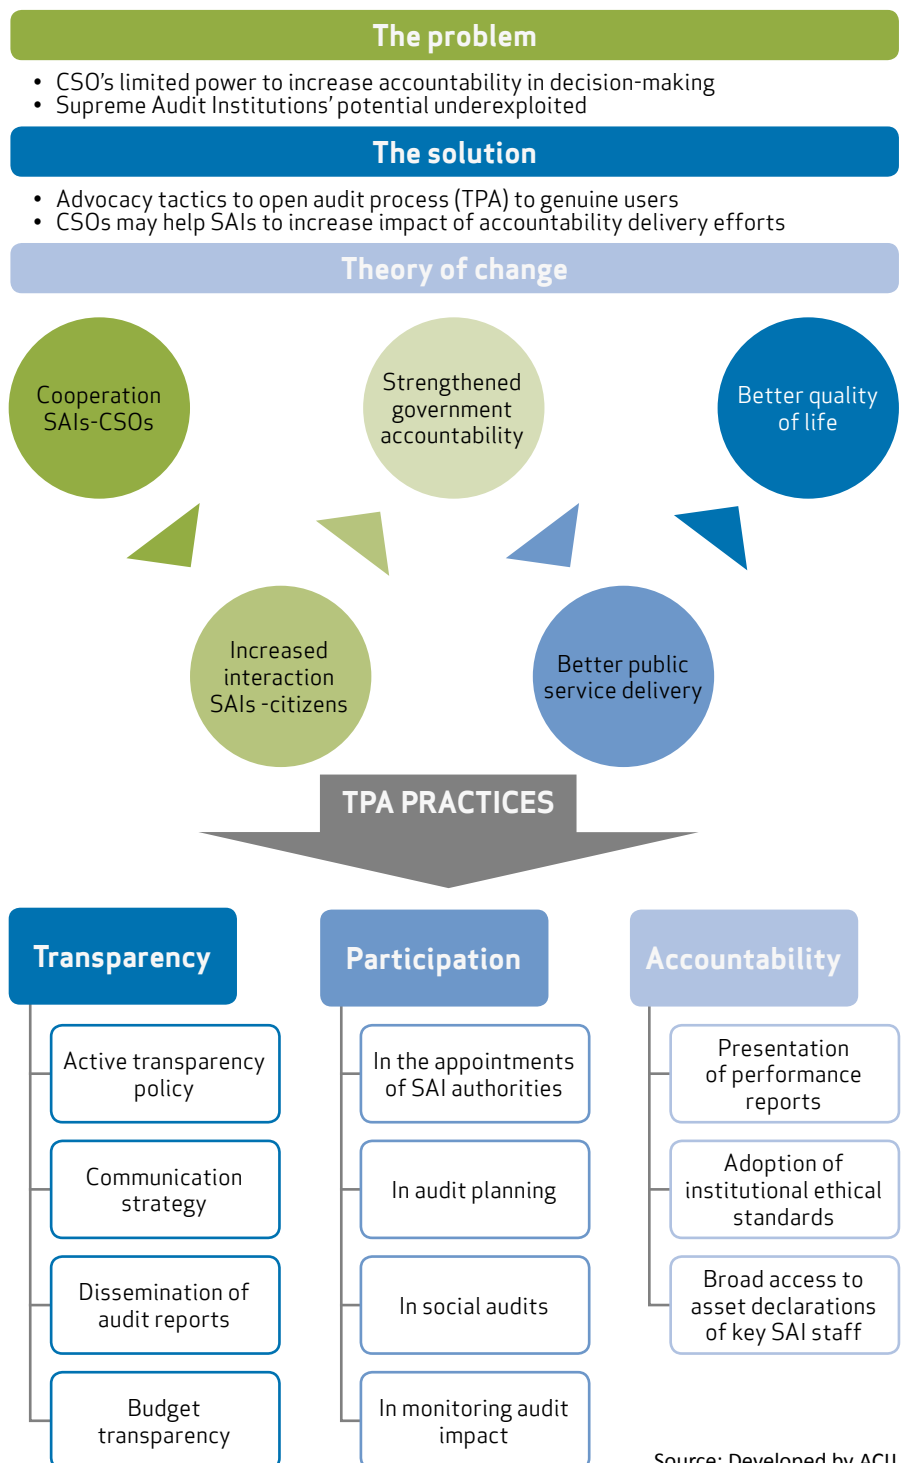 The problem
• CSO's limited power to increase accountability in decision-making
• Supreme Audit Institutions' potential underexploited
The solution
• Advocacy tactics to open audit process (TPA) to genuine users
• CSOs may help SAIs to increase impact of accountability delivery efforts
Theory of change
Cooperation
SAIs-CSOs
Strengthened
government
accountability
Better quality
of life
Increased
interaction
SAIs -citizens
Better public
service delivery
TPA PRACTICES
Transparency
Active transparency
policy
Communication
strategy
Dissemination of
audit reports
Budget
transparency
Participation
In the appointments
of SAI authorities
In audit planning
In social audits
In monitoring audit
impact
Accountability
Presentation
of performance
reports
Adoption of
institutional ethical
standards
Broad access to
asset declarations
of key SAI staff
Source: Developed by ACIJ